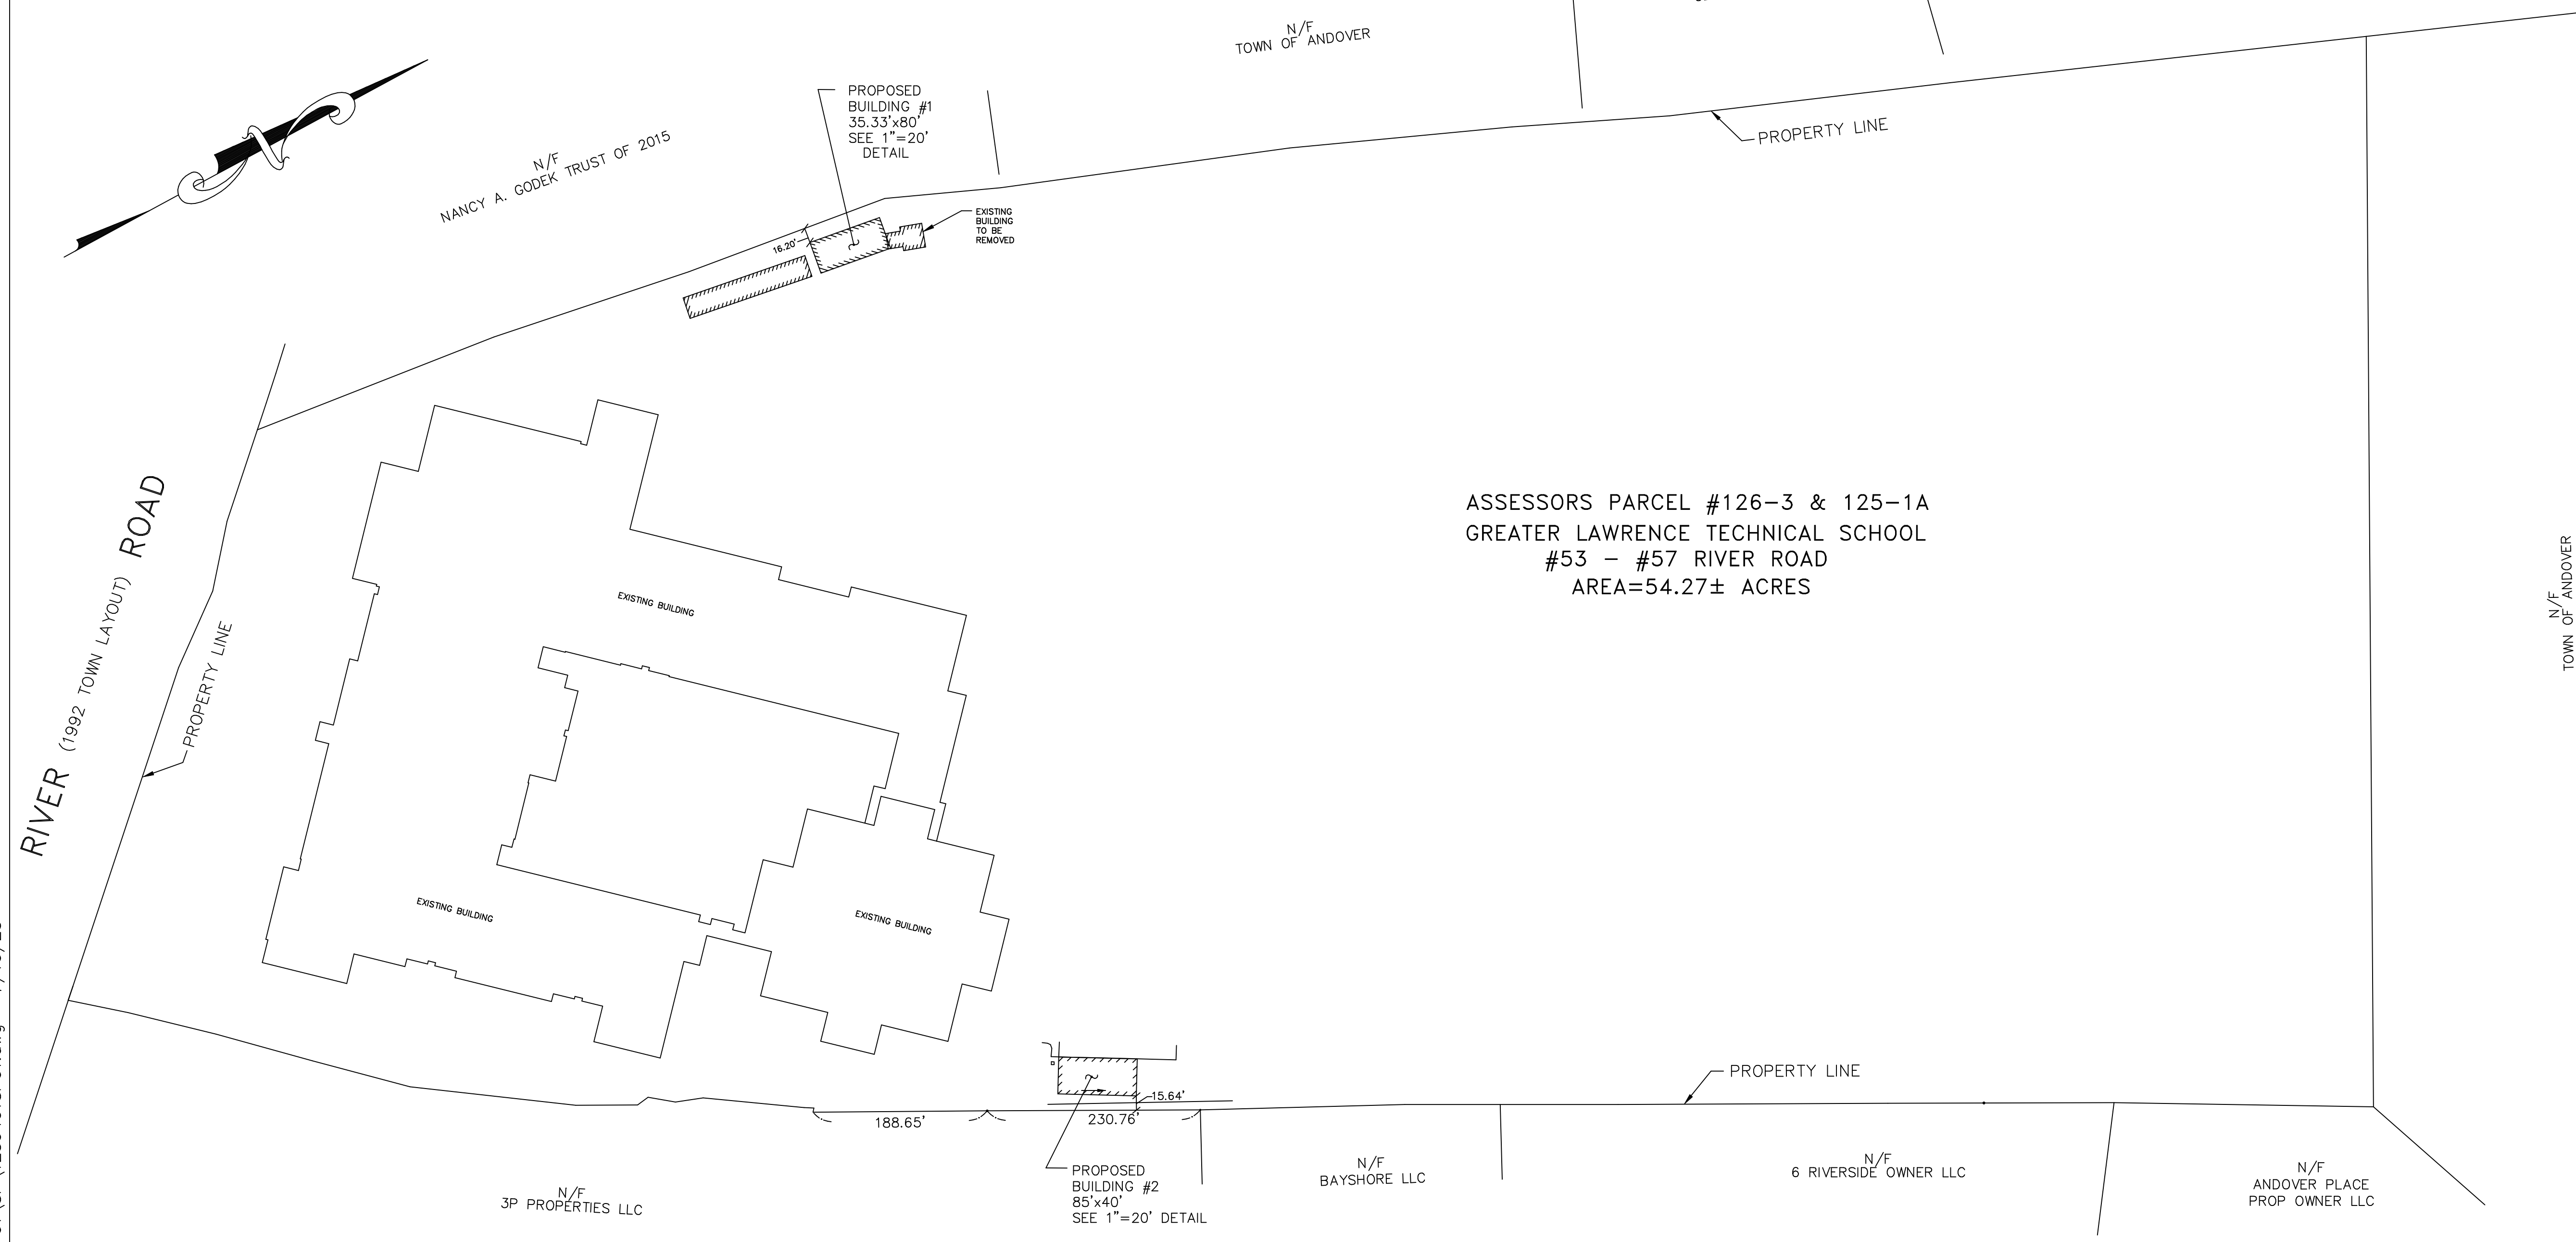 N/F
TOWN OF ANDOVER
PROPOSED
BUILDING #1
35.33'x80'
SEE 1"=20'
DETAIL
N/F
NANCY A. GODEK TRUST OF 2015
PROPERTY LINE
EXISTING
BUILDING
TO BE
REMOVED
16.20'
ASSESSORS PARCEL #126-3 & 125-1A
GREATER LAWRENCE TECHNICAL SCHOOL
#53 - #57 RIVER ROAD
AREA=54.27± ACRES
N/F
TOWN OF ANDOVER
RIVER (1992 TOWN LAYOUT) ROAD
PROPERTY LINE
EXISTING BUILDING
EXISTING BUILDING
EXISTING BUILDING
PROPERTY LINE
15.64'
188.65'
230.76'
PROPOSED
BUILDING #2
85'x40'
SEE 1"=20' DETAIL
N/F
3P PROPERTIES LLC
N/F
BAYSHORE LLC
N/F
6 RIVERSIDE OWNER LLC
N/F
ANDOVER PLACE
PROP OWNER LLC